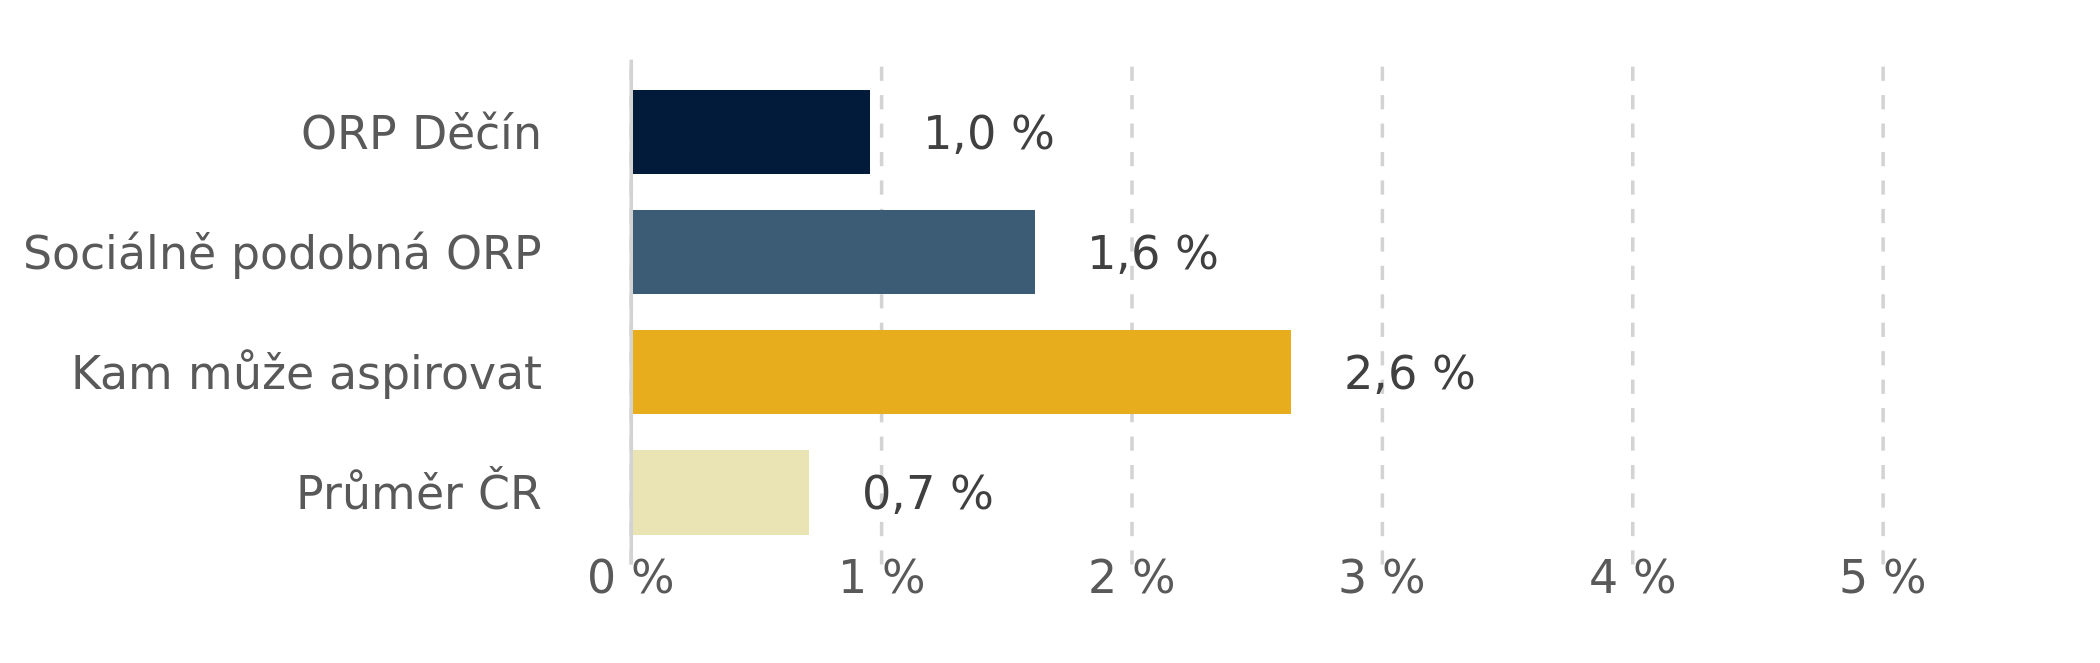 ORP Děčín 1,0 %
Sociálně podobná ORP 1,6 %
Kam může aspirovat 2,6 %
Průměr ČR 0,7 %
0 % 1 % 2 % 3 % 4 % 5 %